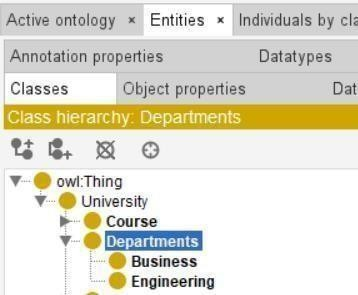 Active ontology × Entities × Individuals by cla
Annotation properties Datatypes
Classes Object properties Dat
Class hierarchy: Departments
owl:Thing
University
Course
Departments
Business
Engineering